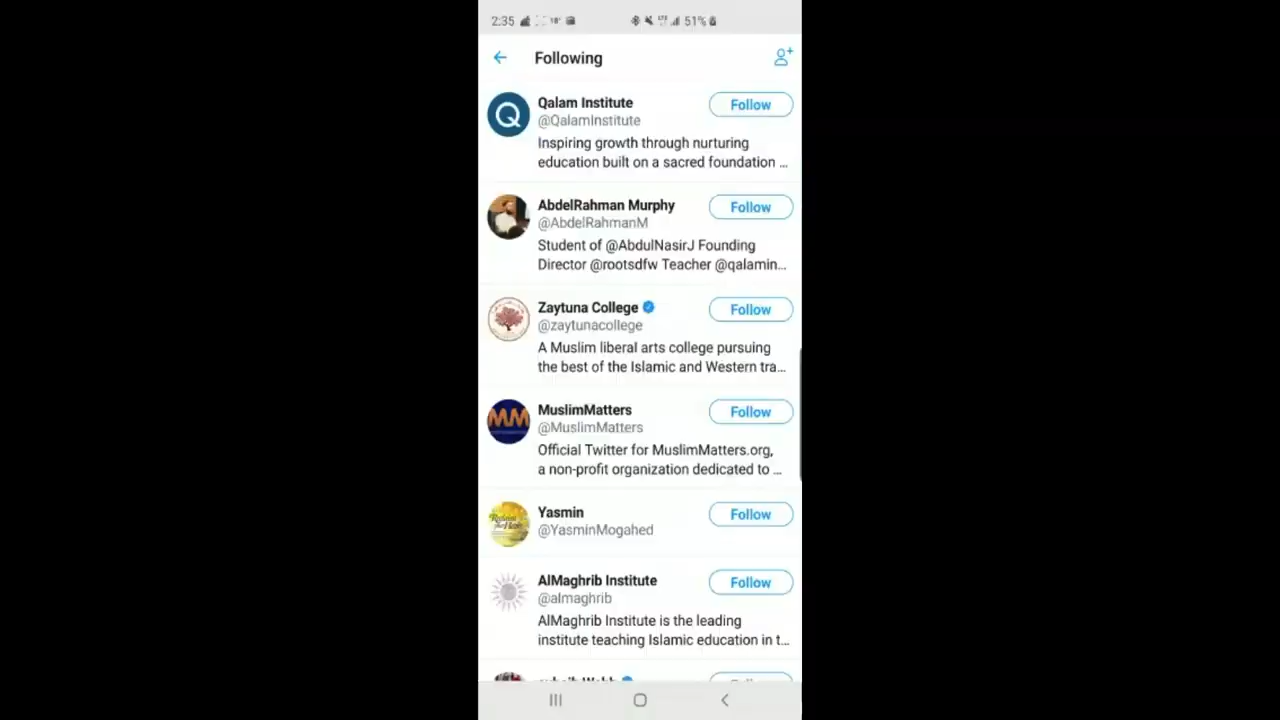 2:35 18° LTE 51%
Following
Qalam Institute
Follow
@QalamInstitute
Inspiring growth through nurturing
education built on a sacred foundation ...
AbdelRahman Murphy
Follow
@AbdelRahmanM
Student of @AbdulNasirJ Founding
Director @rootsdfw Teacher @qalamin...
Zaytuna College
Follow
@zaytunacollege
A Muslim liberal arts college pursuing
the best of the Islamic and Western tra...
MuslimMatters
Follow
@MuslimMatters
Official Twitter for MuslimMatters.org,
a non-profit organization dedicated to ...
Yasmin
Follow
@YasminMogahed
AlMaghrib Institute
Follow
@almaghrib
AlMaghrib Institute is the leading
institute teaching Islamic education in t...